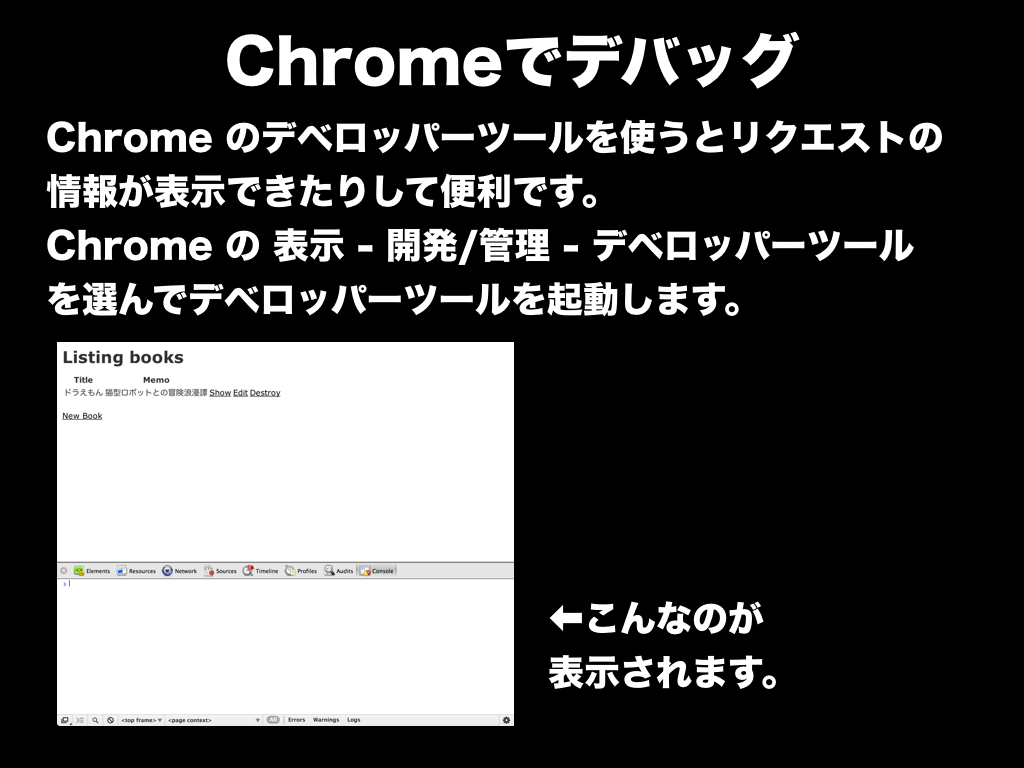 Chromeでデバッグ
Chrome のデベロッパーツールを使うとリクエストの
情報が表示できたりして便利です。
Chrome の 表示 - 開発/管理 - デベロッパーツール
を選んでデベロッパーツールを起動します。
Listing books
Title Memo
ドラえもん 猫型ロボットとの冒険浪漫譚 Show Edit Destroy
New Book
Elements Resources Network Sources Timeline Profiles Audits Console
←こんなのが
表示されます。
<top frame> <page context> All Errors Warnings Logs